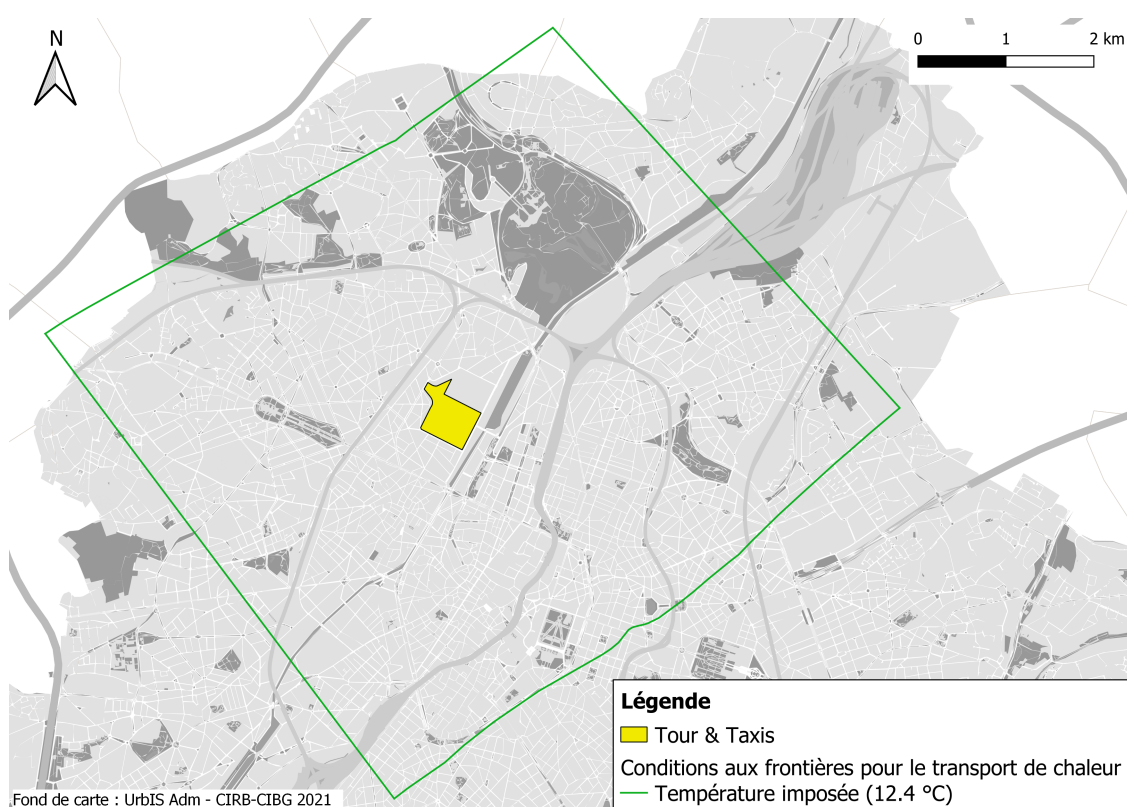 N
0 1 2 km
Légende
Tour & Taxis
Conditions aux frontières pour le transport de chaleur
Température imposée (12.4 °C)
Fond de carte : UrbIS Adm - CIRB-CIBG 2021